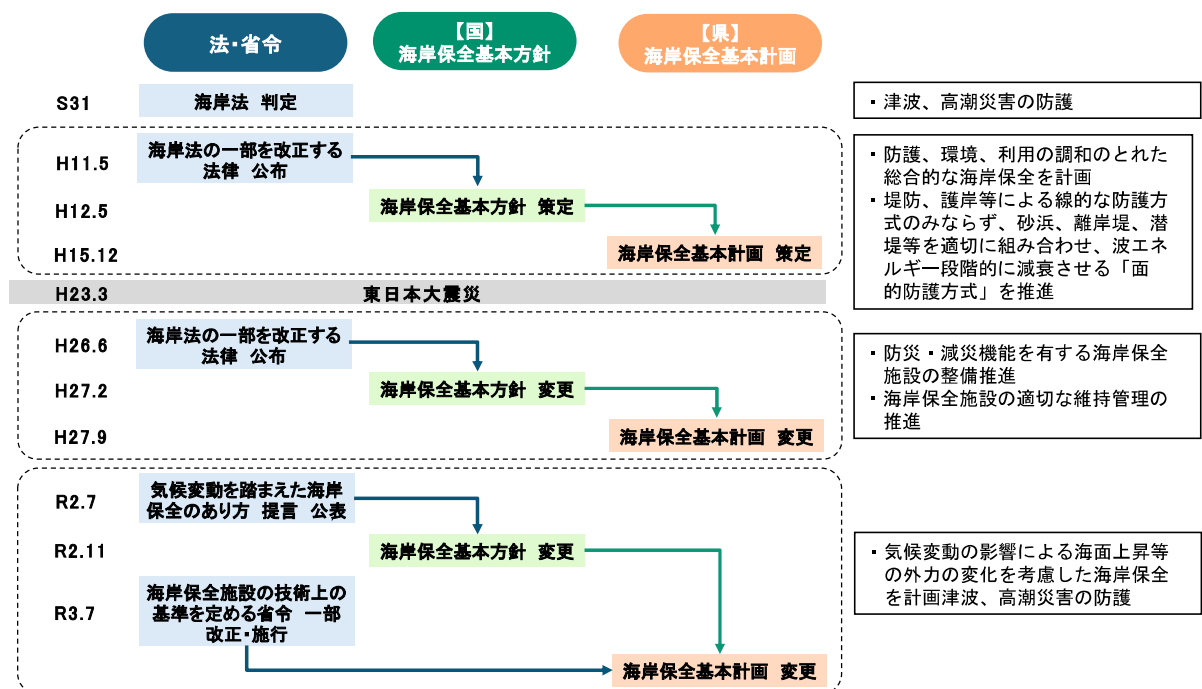 法・省令
【国】
海岸保全基本方針
【県】
海岸保全基本計画
S31
海岸法 判定
・津波、高潮災害の防護
H11.5
海岸法の一部を改正する
法律 公布
H12.5
海岸保全基本方針 策定
H15.12
海岸保全基本計画 策定
・防護、環境、利用の調和のとれた
総合的な海岸保全を計画
・堤防、護岸等による線的な防護方
式のみならず、砂浜、離岸堤、潜
堤等を適切に組み合わせ、波エネ
ルギー段階的に減衰させる「面
的防護方式」を推進
H23.3
東日本大震災
H26.6
海岸法の一部を改正する
法律 公布
H27.2
海岸保全基本方針 変更
H27.9
海岸保全基本計画 変更
・防災・減災機能を有する海岸保全
施設の整備推進
・海岸保全施設の適切な維持管理の
推進
R2.7
気候変動を踏まえた海岸
保全のあり方 提言 公表
R2.11
海岸保全基本方針 変更
R3.7
海岸保全施設の技術上の
基準を定める省令 一部
改正・施行
海岸保全基本計画 変更
・気候変動の影響による海面上昇等
の外力の変化を考慮した海岸保全
を計画津波、高潮災害の防護